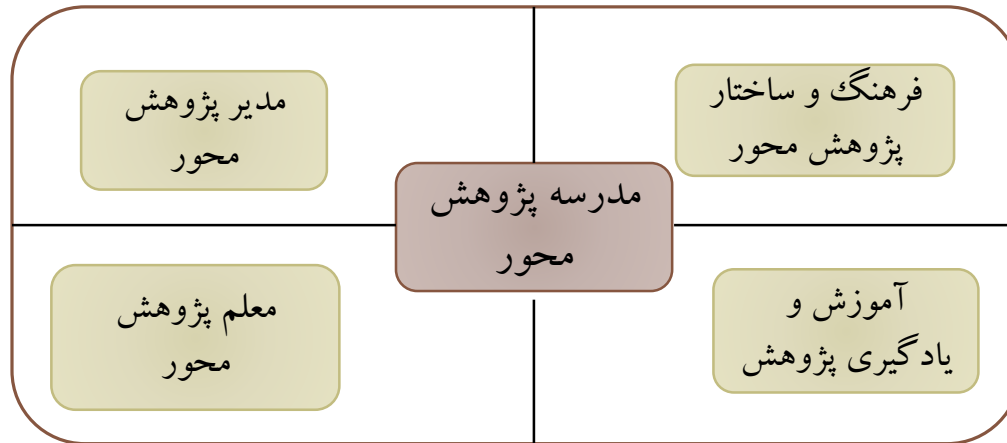 فرهنگ و ساختار
پژوهش محور
مدیر پژوهش
محور
مدرسه پژوهش
محور
آموزش و
یادگیری پژوهش
معلم پژوهش
محور